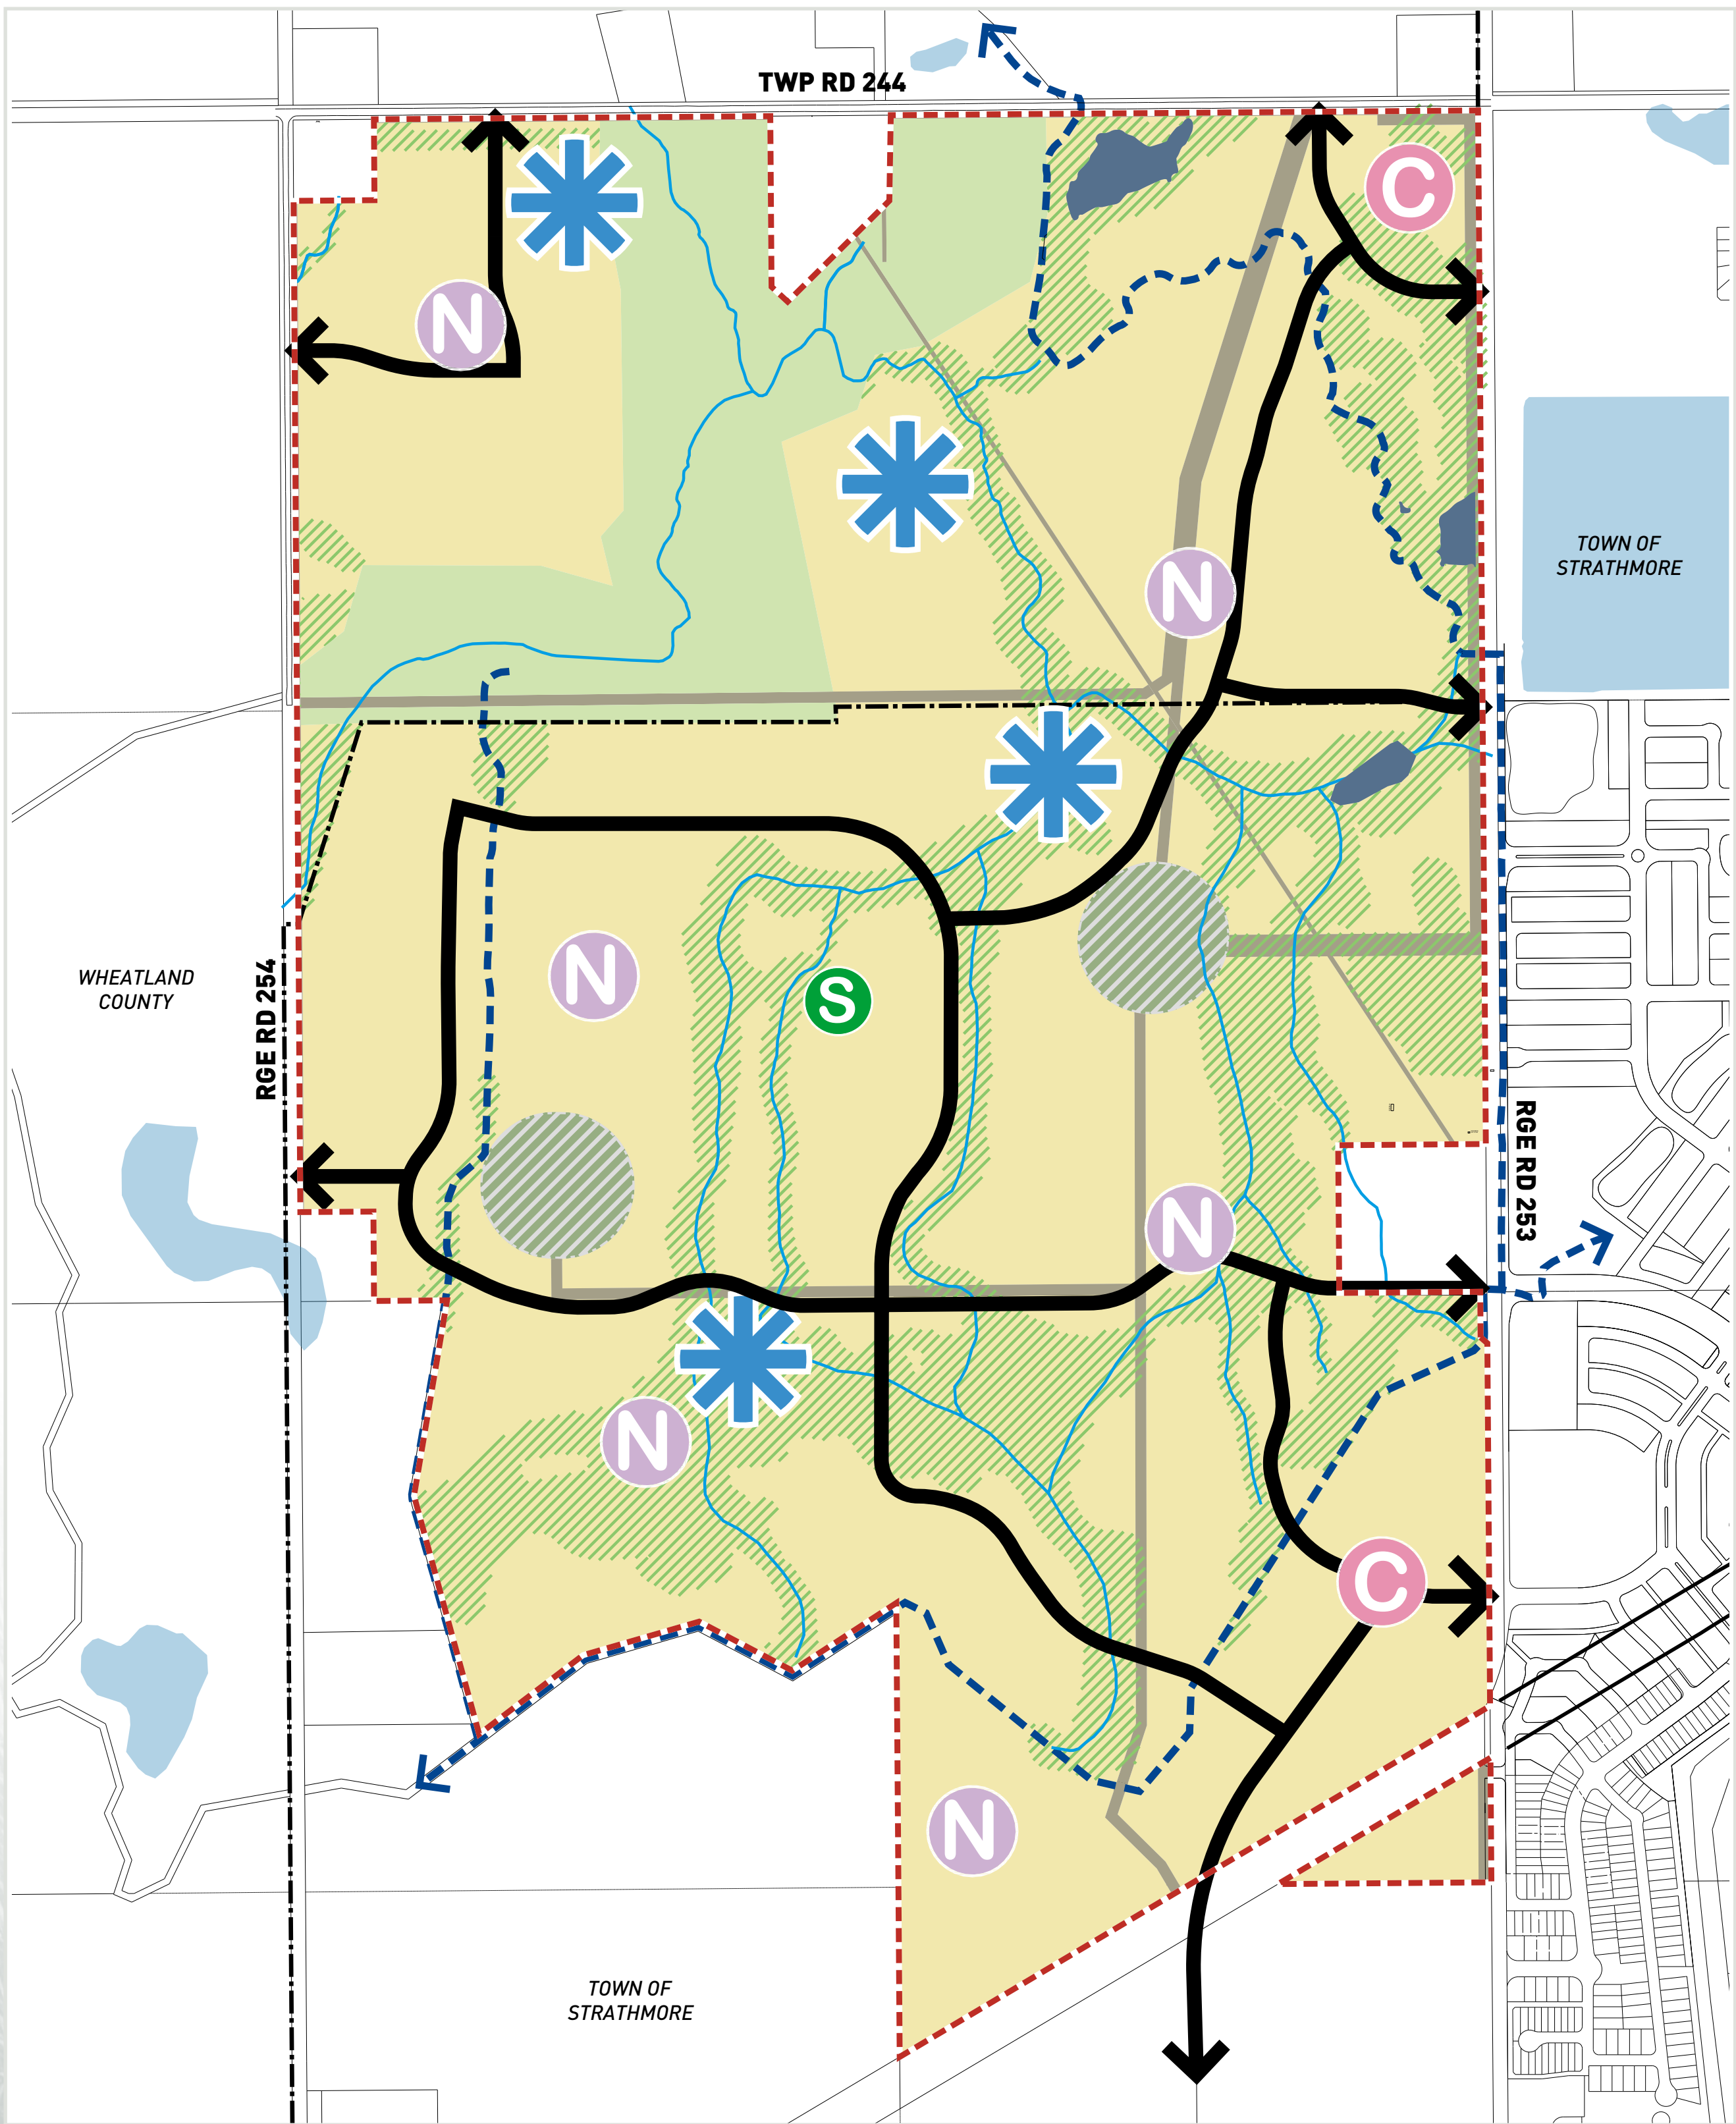 TWP RD 244
C
N
TOWN OF
STRATHMORE
N
WHEATLAND
COUNTY
RGE RD 254
N
S
RGE RD 253
N
N
C
N
TOWN OF
STRATHMORE